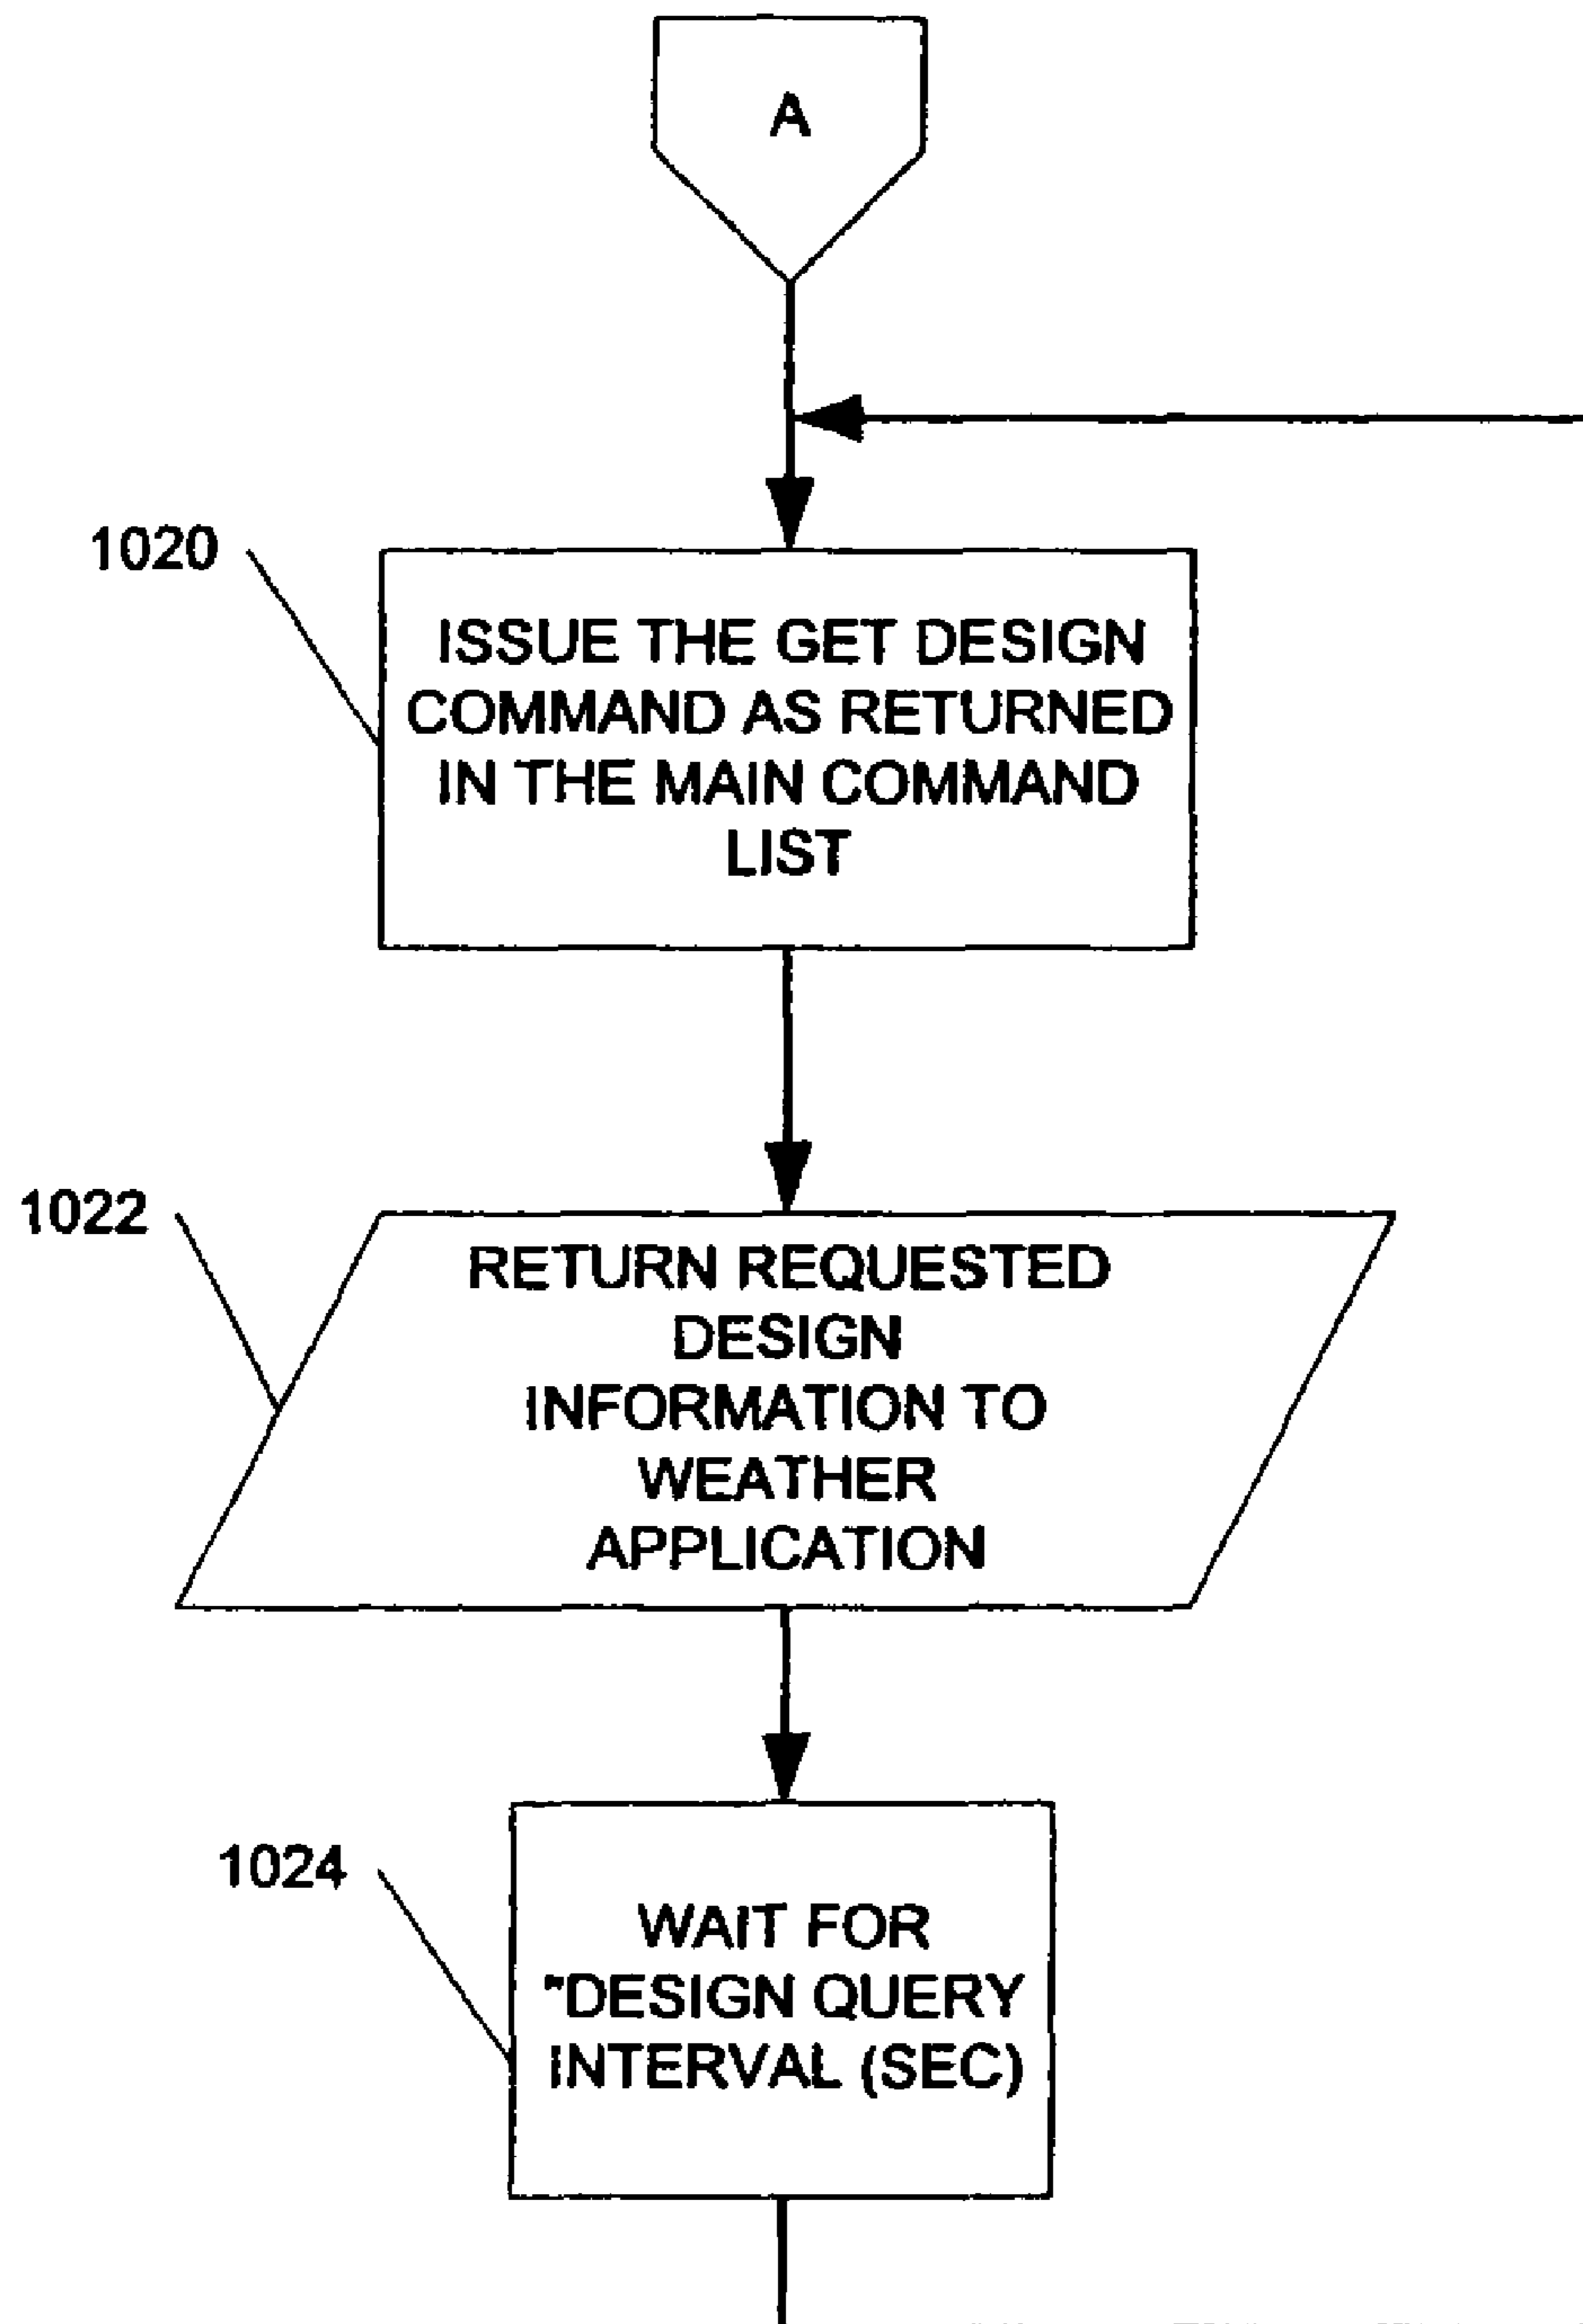 A
1020
ISSUE THE GET DESIGN
COMMAND AS RETURNED
IN THE MAIN COMMAND
LIST
1022
RETURN REQUESTED
DESIGN
INFORMATION TO
WEATHER
APPLICATION
1024
WAIT FOR
"DESIGN QUERY
INTERVAL (SEC)